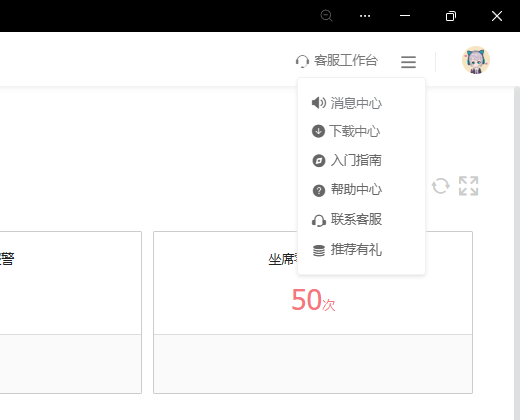 客服工作台
消息中心
下载中心
入门指南
帮助中心
联系客服
推荐有礼
警
坐席
50次